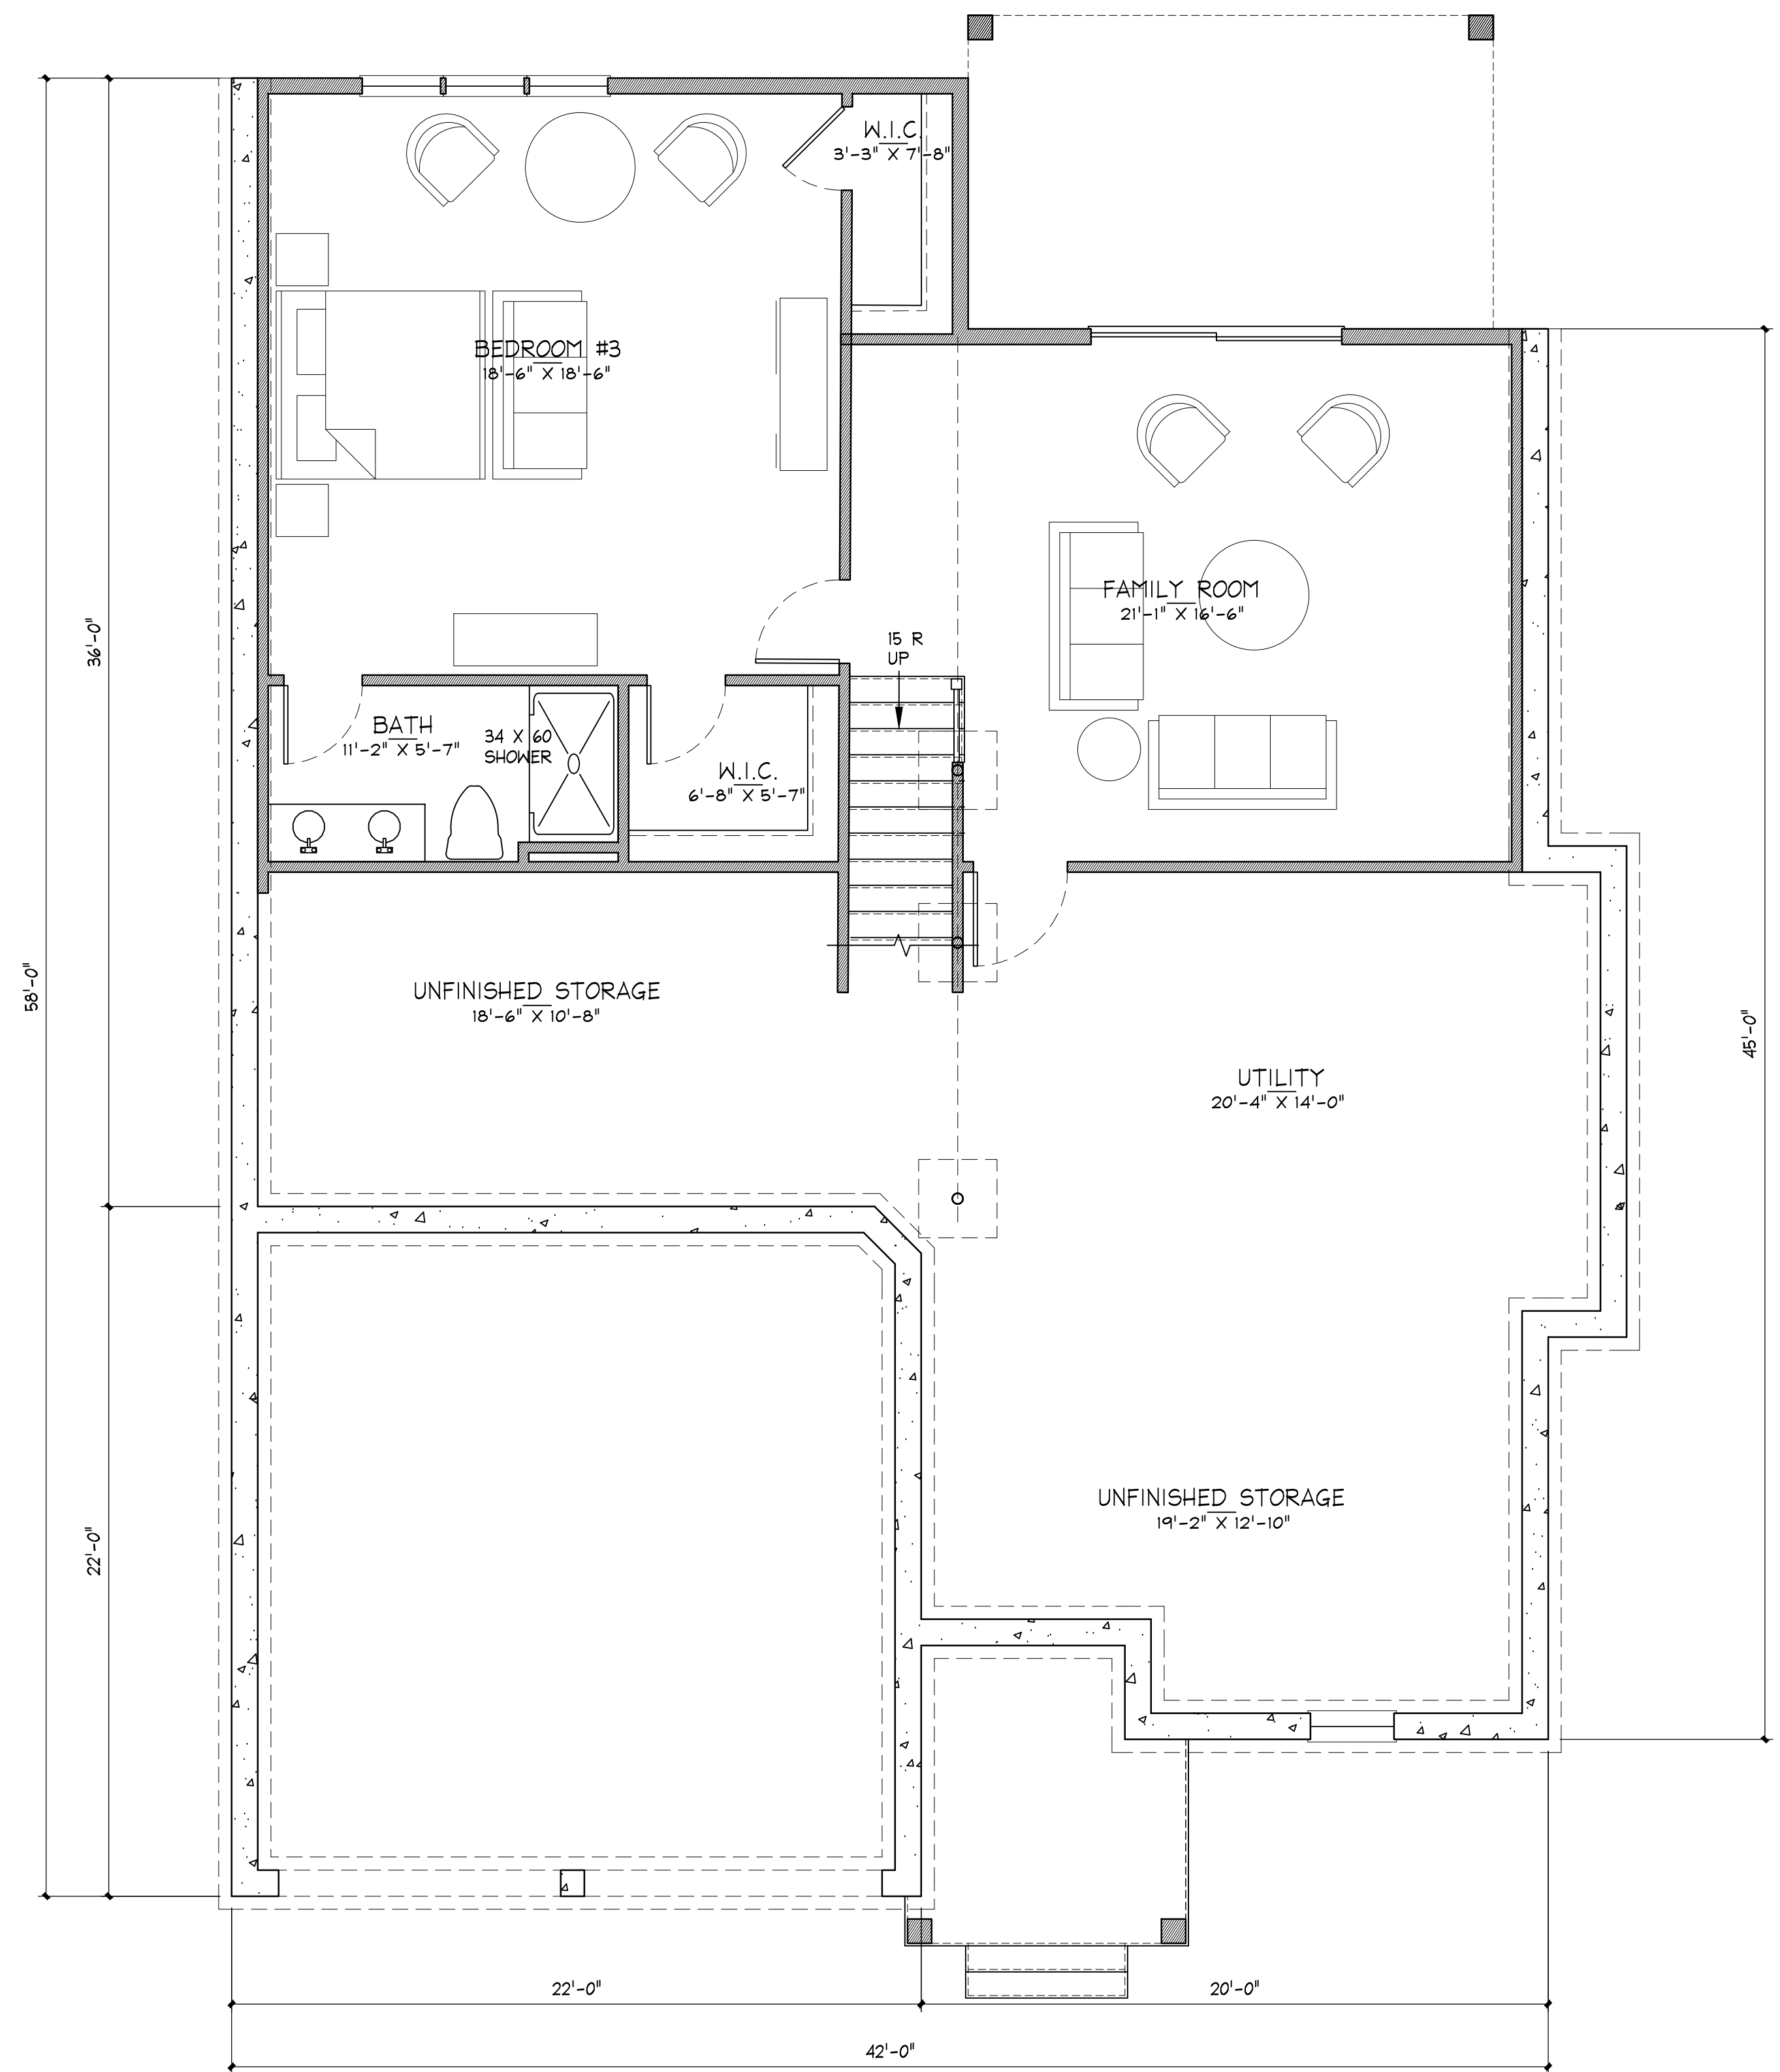 W.I.C.
3'-3" X 7'-8"
BEDROOM #3
18'-6" X 18'-6"
FAMILY ROOM
21'-1" X 16'-6"
36'-0"
15 R
UP
BATH
11'-2" X 5'-7"
34 X 60
SHOWER
W.I.C.
6'-8" X 5'-7"
58'-0"
UNFINISHED STORAGE
18'-6" X 10'-8"
45'-0"
UTILITY
20'-4" X 14'-0"
UNFINISHED STORAGE
19'-2" X 12'-10"
22'-0"
22'-0"
20'-0"
42'-0"